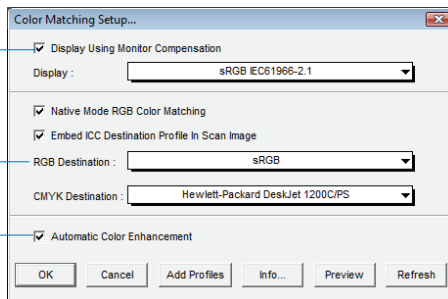 Color Matching Setup...
Display Using Monitor Compensation
Display :
sRGB IEC61966-2.1
Native Mode RGB Color Matching
Embed ICC Destination Profile In Scan Image
RGB Destination :
sRGB
CMYK Destination :
Hewlett-Packard DeskJet 1200C/PS
Automatic Color Enhancement
OK
Cancel
Add Profiles
Info...
Preview
Refresh